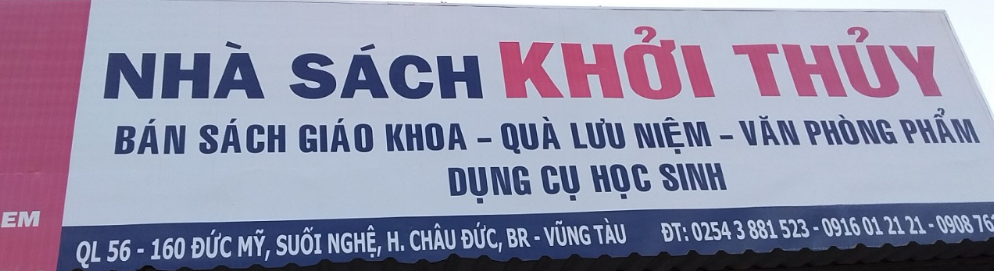 NHÀ SÁCH KHỞI THỦY
BÁN SÁCH GIÁO KHOA – QUÀ LƯU NIỆM – VĂN PHÒNG PHẨM
DỤNG CỤ HỌC SINH
EM
QL 56 - 160 ĐỨC MỸ, SUỐI NGHỆ, H. CHÂU ĐỨC, BR - VŨNG TÀU ĐT: 0254 3 881 523 - 0916 01 21 21 - 0908